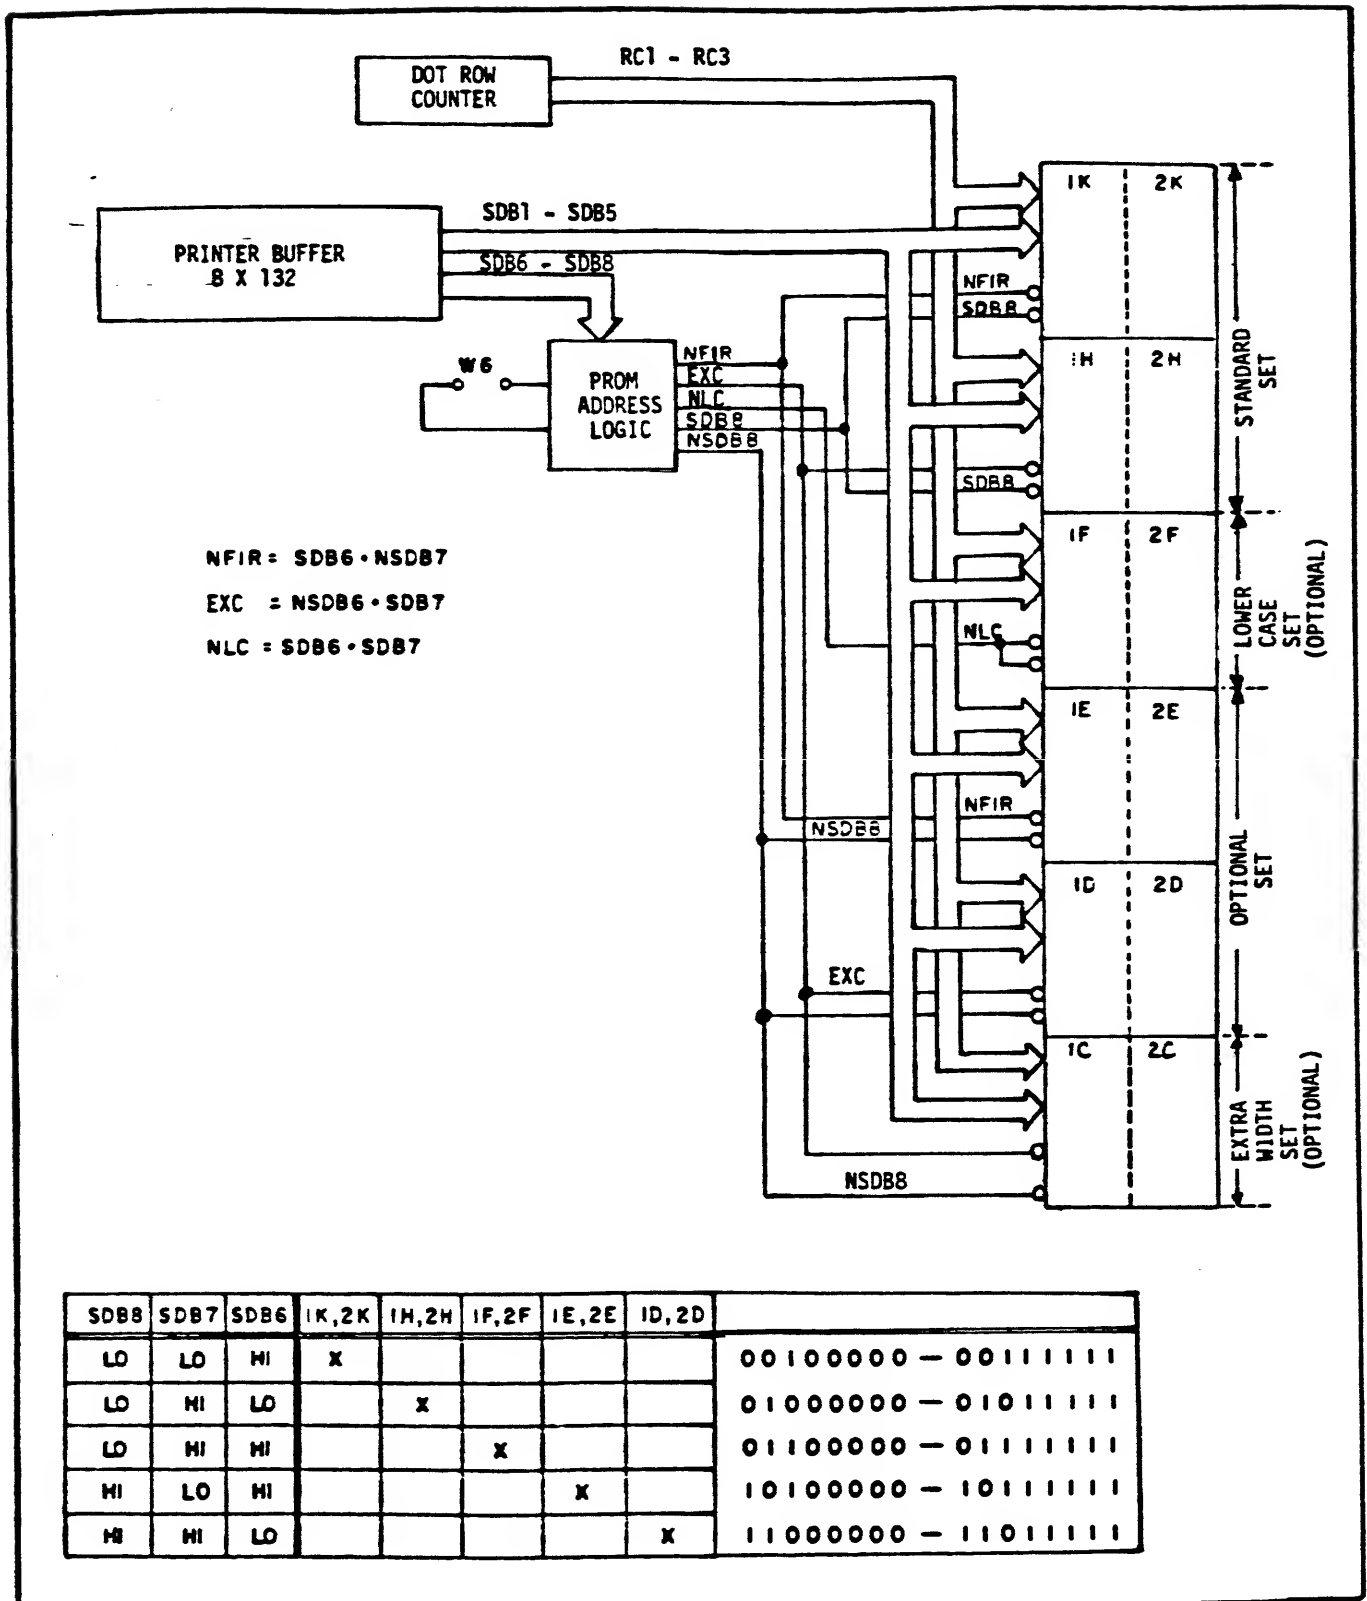 RC1 - RC3
DOT ROW
COUNTER
1K 2K
SDB1 - SDB5
PRINTER BUFFER
8 X 132
SDB6 - SDB8
NFIR
SDB8
STANDARD
SET
W6
PROM
ADDRESS
LOGIC
NFIR
EXC
NLC
SDB8
NSDB8
1H 2H
SDB8
1F 2F
NFIR = SDB6 • NSDB7
EXC = NSDB6 • SDB7
NLC = SDB6 • SDB7
NLC
LOWER
CASE
SET
(OPTIONAL)
1E 2E
NFIR
NSDB8
OPTIONAL
SET
1D 2D
EXC
1C 2C
NSDB8
EXTRA
WIDTH
SET
(OPTIONAL)
SDB8 SDB7 SDB6 1K,2K 1H,2H 1F,2F 1E,2E 1D,2D
LO LO HI X 00100000 — 00111111
LO HI LO X 01000000 — 01011111
LO HI HI X 01100000 — 01111111
HI LO HI X 10100000 — 10111111
HI HI LO X 11000000 — 11011111